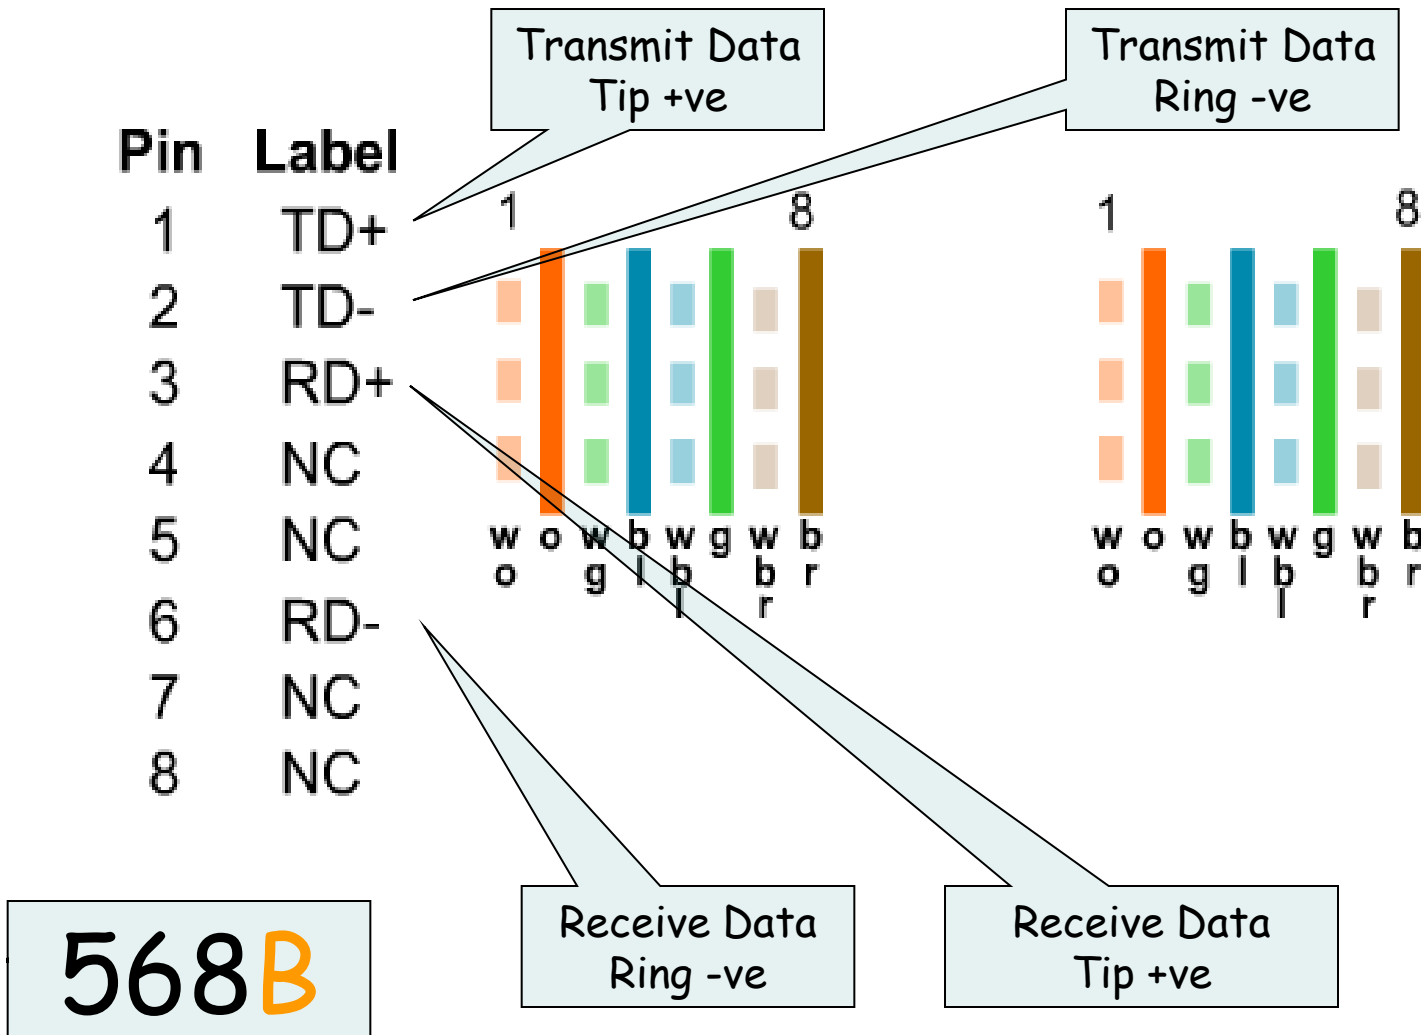 Transmit Data
Tip +ve
Transmit Data
Ring -ve
Pin Label
1 TD+
2 TD-
3 RD+
4 NC
5 NC
6 RD-
7 NC
8 NC
1 8
w o w b w g w b
o g l b b r
l r
1 8
w o w b w g w b
o g l b b r
l r
Receive Data
Ring -ve
Receive Data
Tip +ve
568B